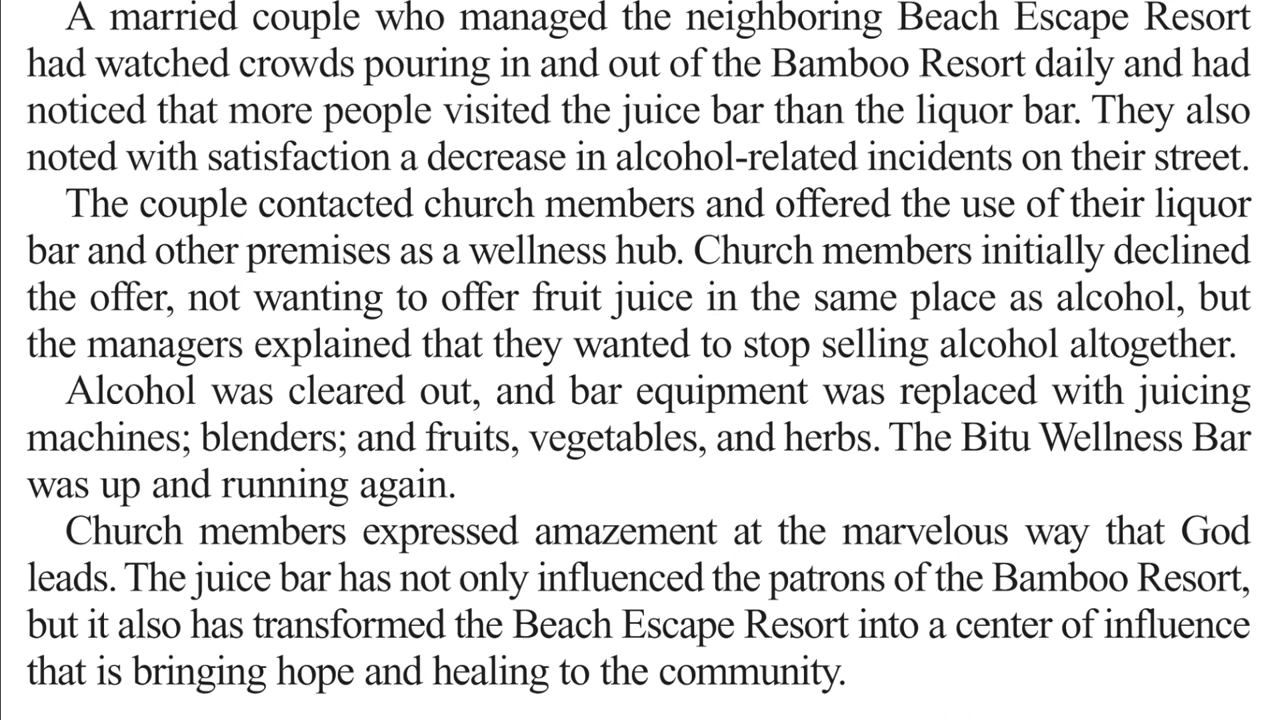 A married couple who managed the neighboring Beach Escape Resort
had watched crowds pouring in and out of the Bamboo Resort daily and had
noticed that more people visited the juice bar than the liquor bar. They also
noted with satisfaction a decrease in alcohol-related incidents on their street.
The couple contacted church members and offered the use of their liquor
bar and other premises as a wellness hub. Church members initially declined
the offer, not wanting to offer fruit juice in the same place as alcohol, but
the managers explained that they wanted to stop selling alcohol altogether.
Alcohol was cleared out, and bar equipment was replaced with juicing
machines; blenders; and fruits, vegetables, and herbs. The Bitu Wellness Bar
was up and running again.
Church members expressed amazement at the marvelous way that God
leads. The juice bar has not only influenced the patrons of the Bamboo Resort,
but it also has transformed the Beach Escape Resort into a center of influence
that is bringing hope and healing to the community.